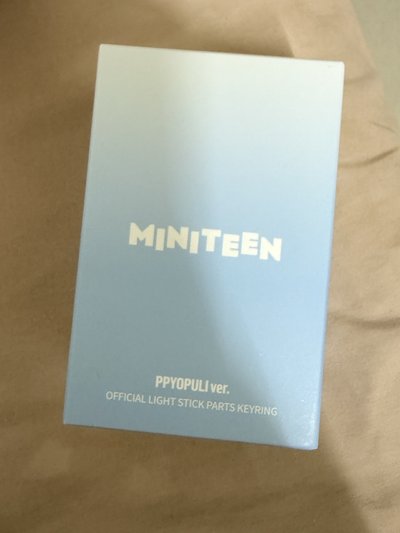 MINITEEN
PPYOPULI ver.
OFFICIAL LIGHT STICK PARTS KEYRING